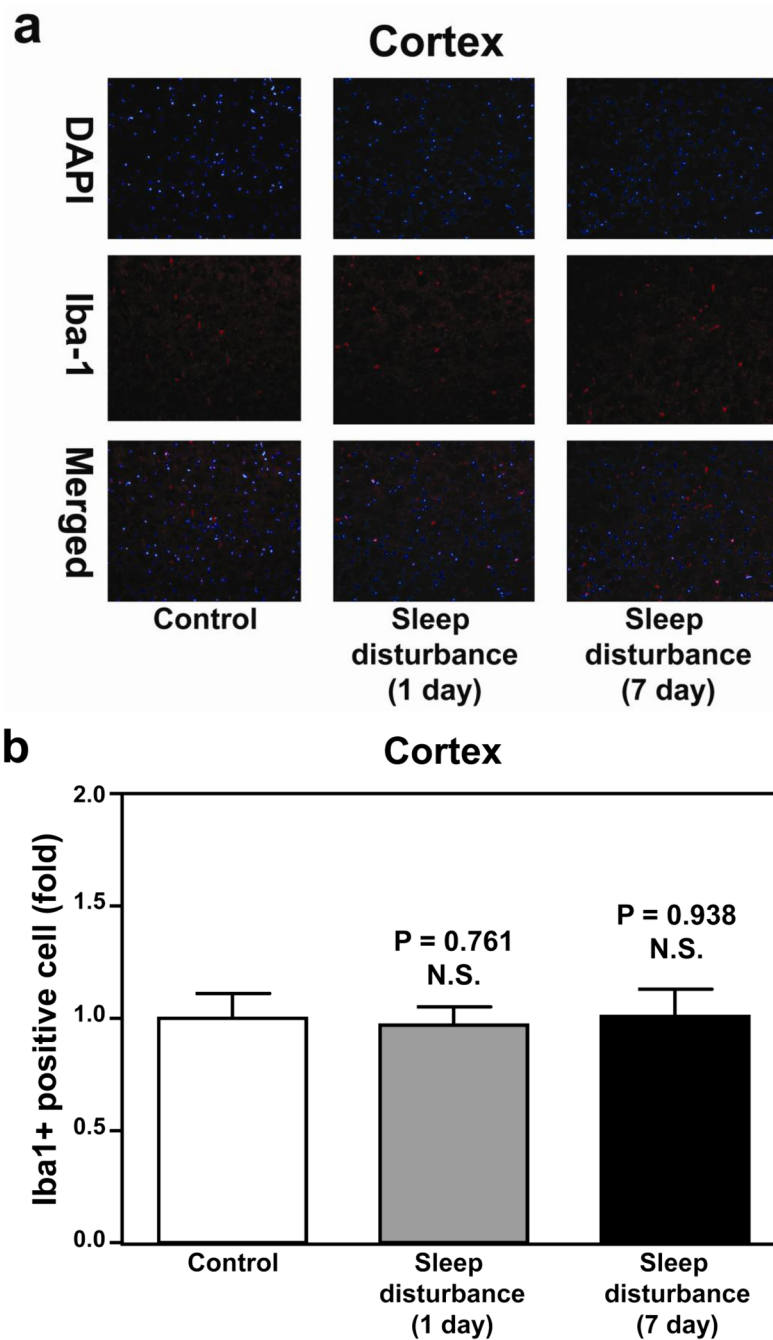 a
Cortex
DAPI
Iba-1
Merged
Control
Sleep
disturbance
(1 day)
Sleep
disturbance
(7 day)
b
Cortex
Iba1+ positive cell (fold)
2.0
1.5
1.0
0.5
0.0
P = 0.761
N.S.
P = 0.938
N.S.
Control
Sleep
disturbance
(1 day)
Sleep
disturbance
(7 day)